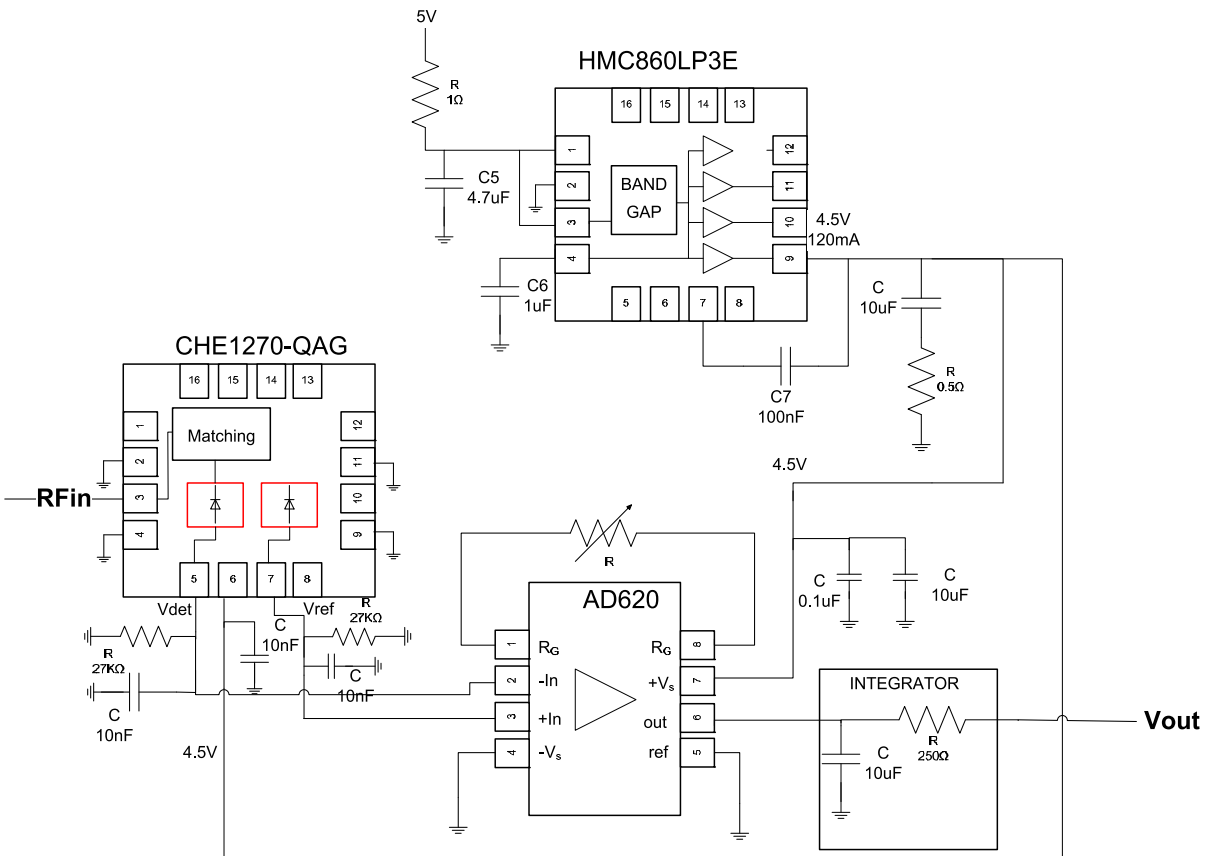 5V
HMC860LP3E
R
1Ω
16 15 14 13
1
2
3
4
C5
4.7uF
BAND
GAP
12
11
10
9
4.5V
120mA
C6
1uF
5 6 7 8
C
10uF
R
0.5Ω
C7
100nF
CHE1270-QAG
16 15 14 13
Matching
1
2
3
4
12
11
10
9
RFin
5 6 7 8
Vdet
Vref
4.5V
R
AD620
R
27KΩ
C
10nF
R
27KΩ
C
10nF
C
10nF
4.5V
1 RG
2 -In
3 +In
4 -Vs
RG 8
+Vs 7
out 6
ref 5
C
0.1uF
C
10uF
INTEGRATOR
R
250Ω
C
10uF
Vout